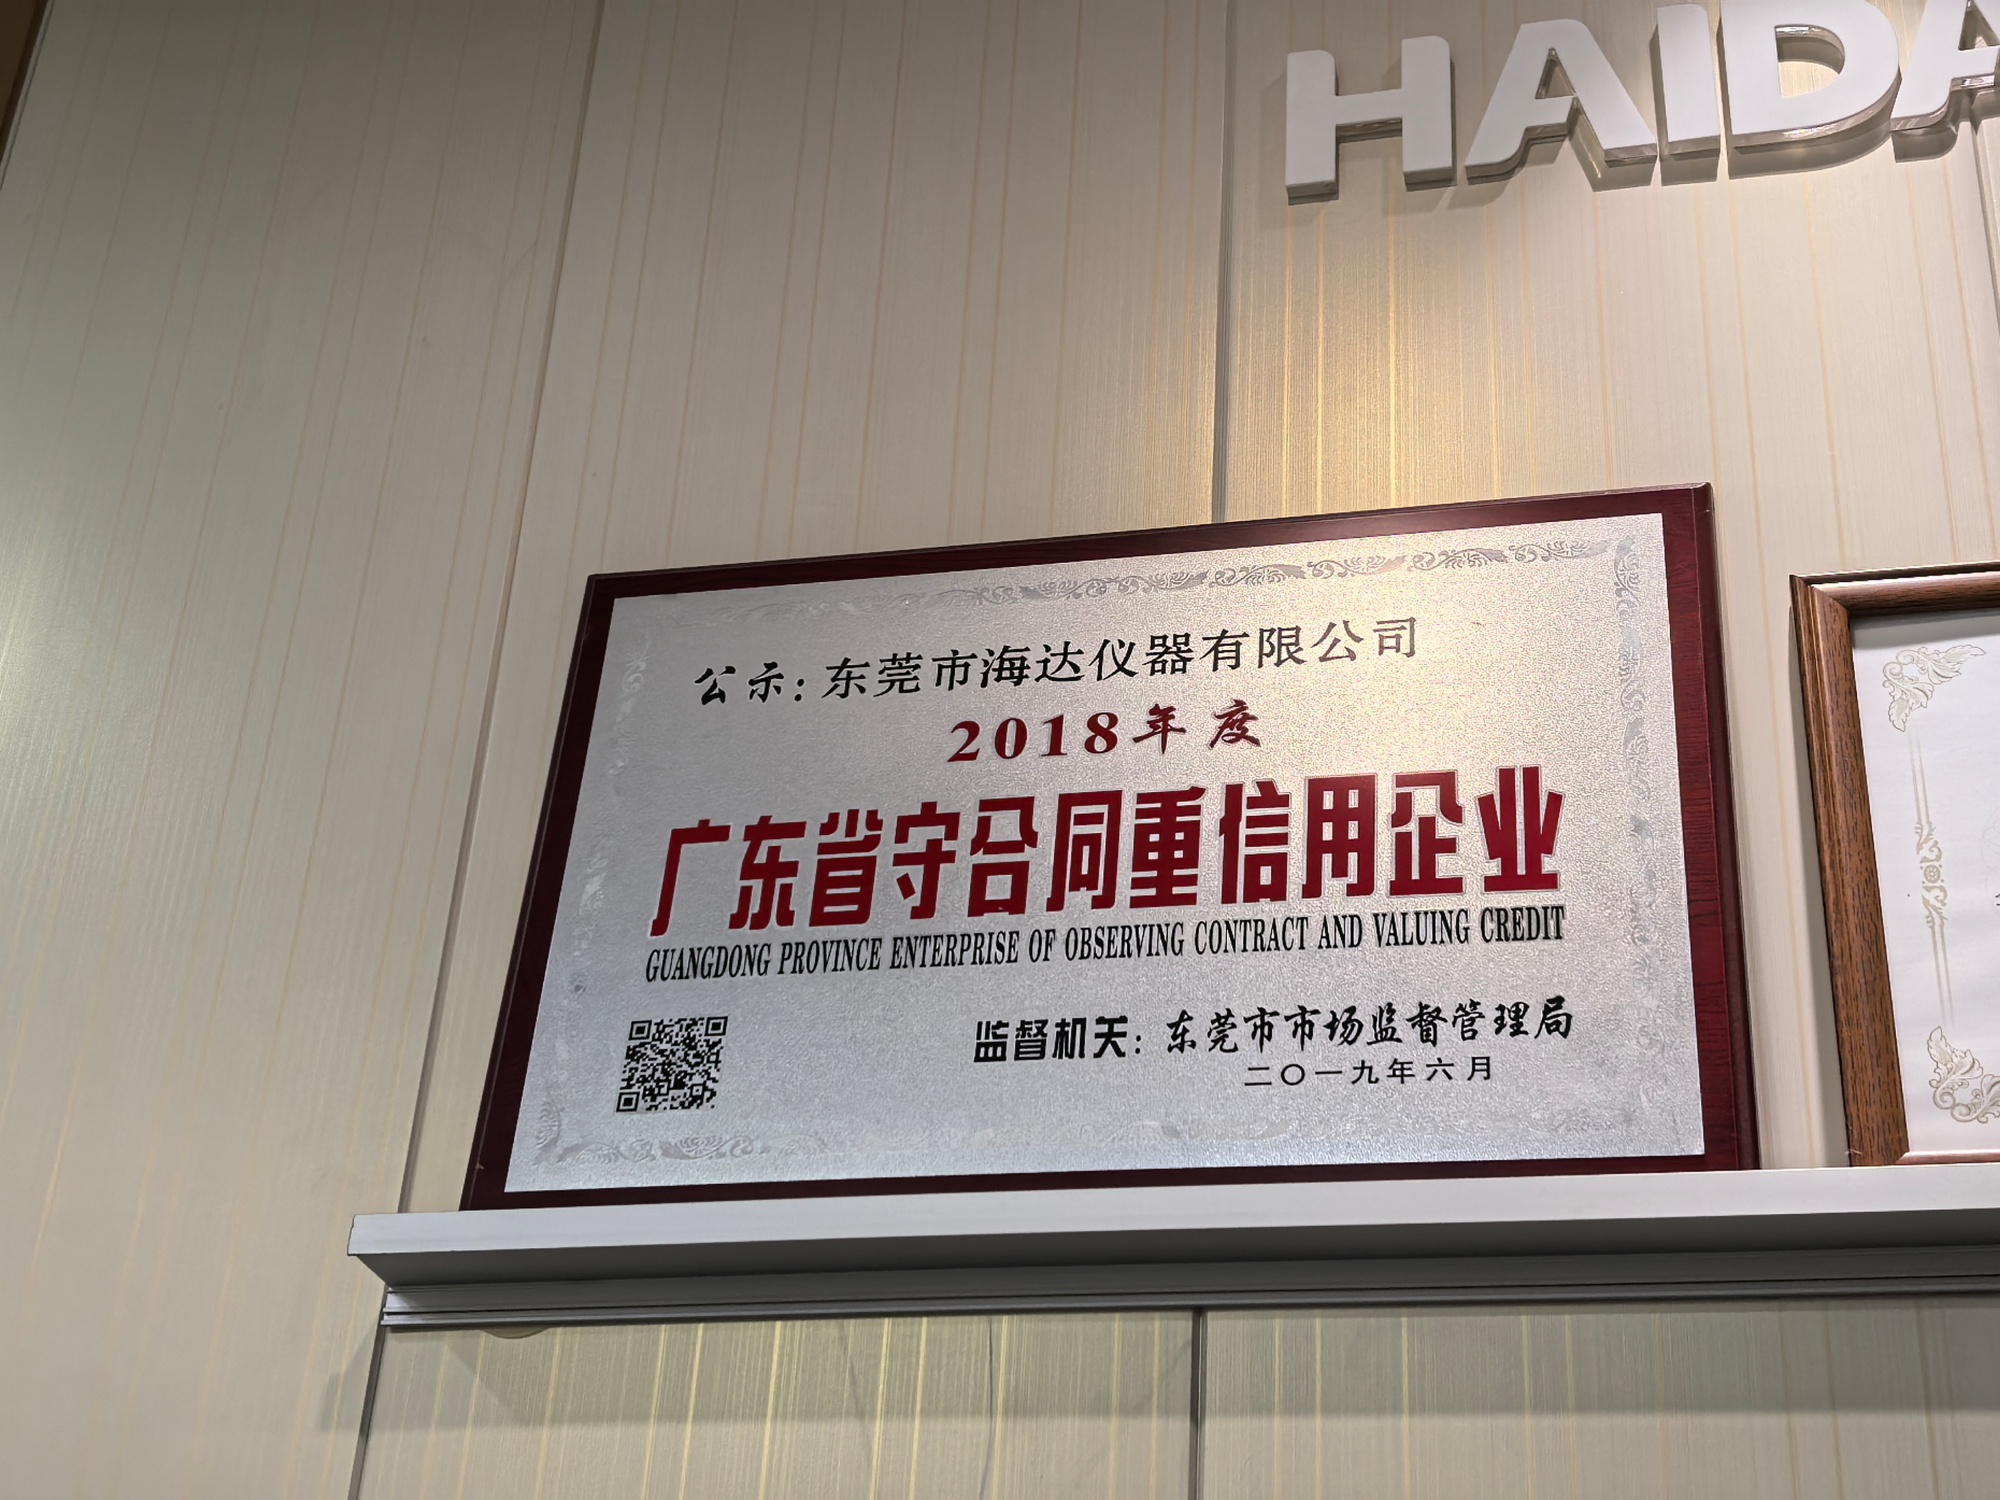 HAIDA
公示：东莞市海达仪器有限公司
2018年度
广东省守合同重信用企业
GUANGDONG PROVINCE ENTERPRISE OF OBSERVING CONTRACT AND VALUING CREDIT
监督机关：东莞市市场监督管理局
二〇一九年六月